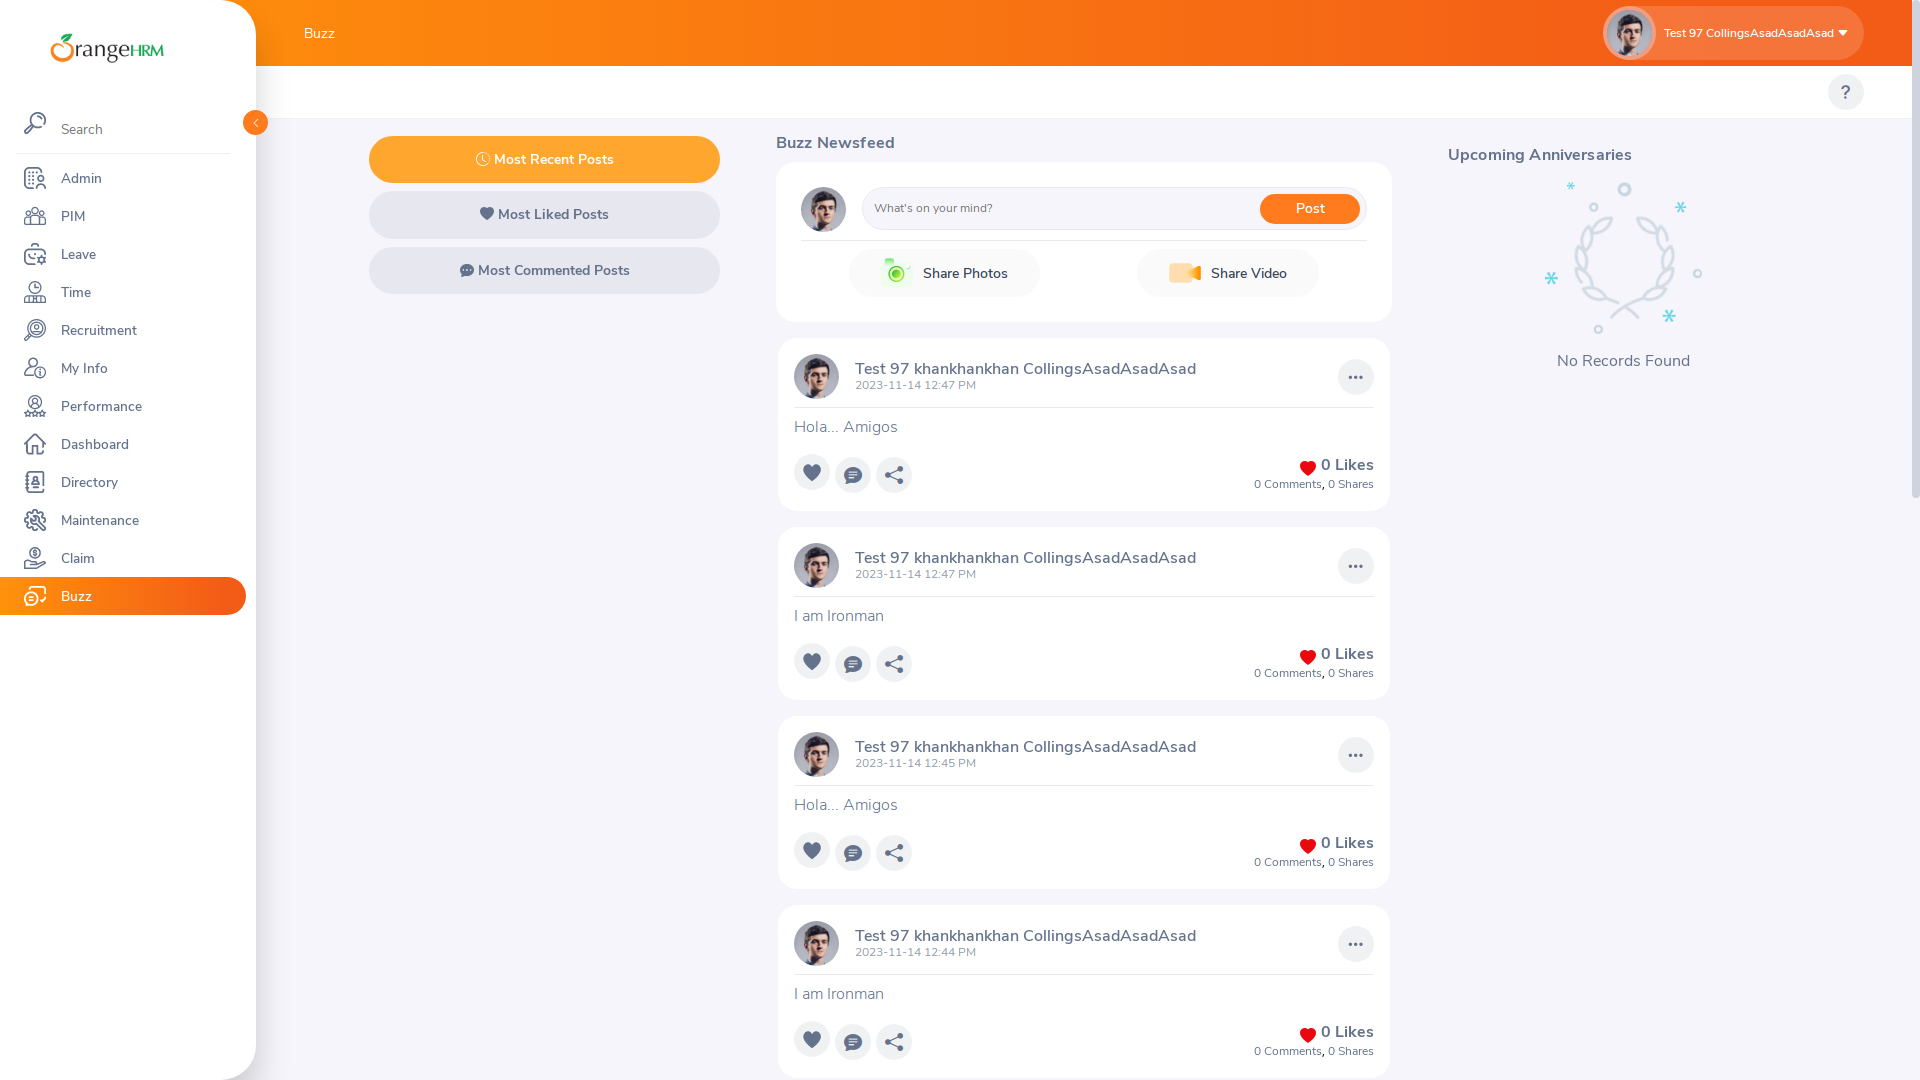 OrangeHRM
Search
Admin
PIM
Leave
Time
Recruitment
My Info
Performance
Dashboard
Directory
Maintenance
Claim
Buzz
Buzz
Test 97 CollingsAsadAsadAsad
?
Most Recent Posts
Most Liked Posts
Most Commented Posts
Buzz Newsfeed
What's on your mind?
Post
Share Photos
Share Video
Test 97 khankhankhan CollingsAsadAsadAsad
2023-11-14 12:47 PM
Hola... Amigos
0 Likes
0 Comments, 0 Shares
Test 97 khankhankhan CollingsAsadAsadAsad
2023-11-14 12:47 PM
I am Ironman
0 Likes
0 Comments, 0 Shares
Test 97 khankhankhan CollingsAsadAsadAsad
2023-11-14 12:45 PM
Hola... Amigos
0 Likes
0 Comments, 0 Shares
Test 97 khankhankhan CollingsAsadAsadAsad
2023-11-14 12:44 PM
I am Ironman
0 Likes
0 Comments, 0 Shares
Upcoming Anniversaries
No Records Found